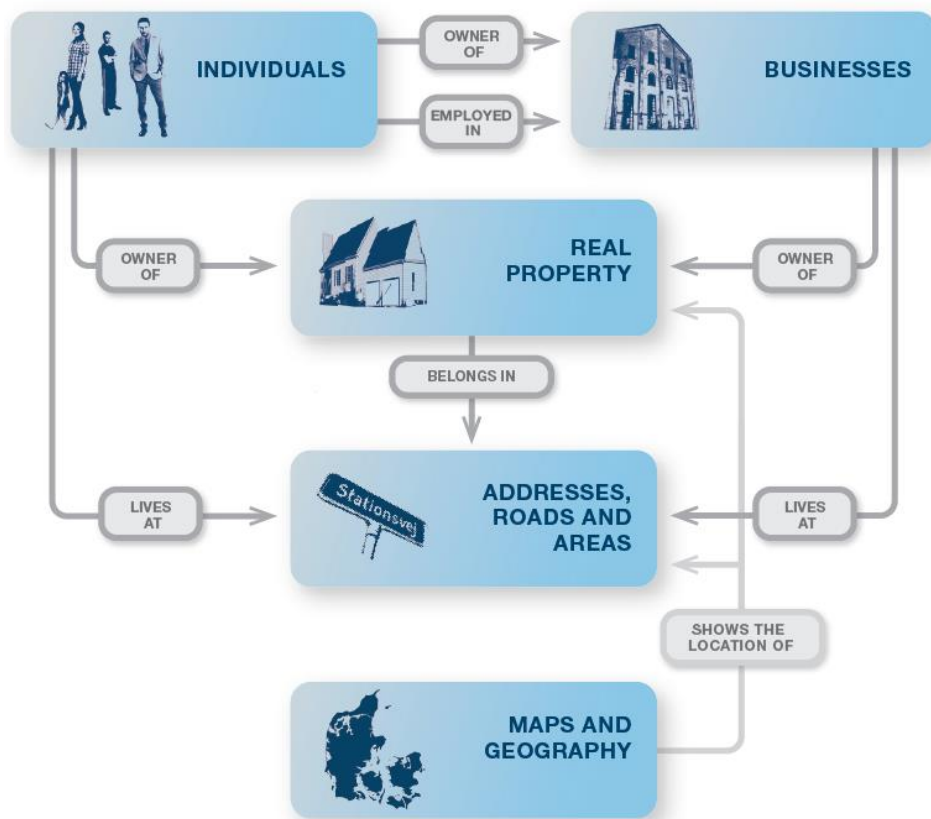 INDIVIDUALS
OWNER
OF
EMPLOYED
IN
BUSINESSES
OWNER
OF
REAL
PROPERTY
OWNER
OF
BELONGS IN
LIVES
AT
Stationsvej
ADDRESSES,
ROADS AND
AREAS
LIVES
AT
SHOWS THE
LOCATION OF
MAPS AND
GEOGRAPHY